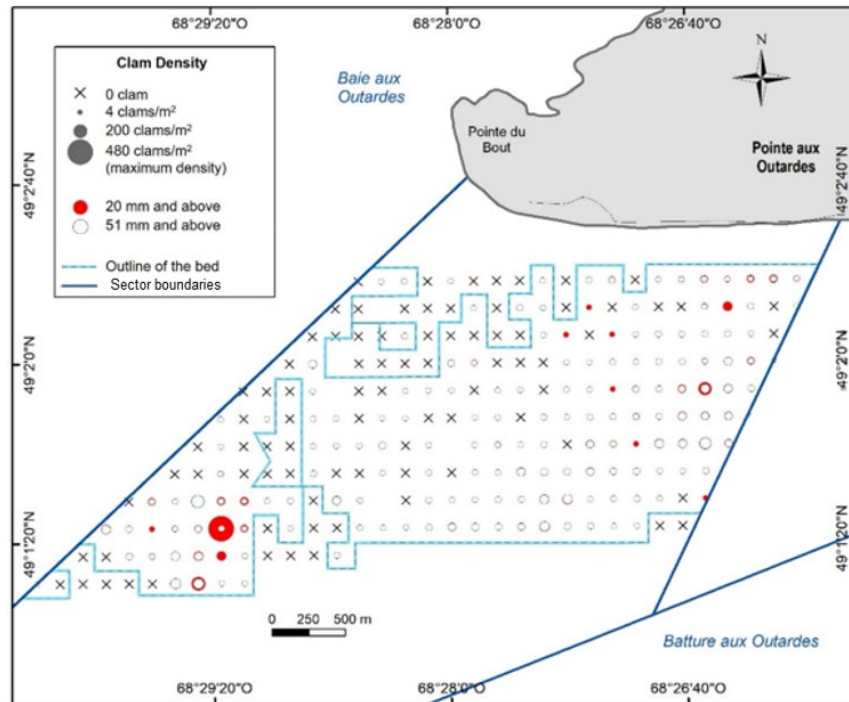 68°29'20"O 68°28'0"O 68°26'40"O
Clam Density
0 clam
4 clams/m²
200 clams/m²
480 clams/m²
(maximum density)
20 mm and above
51 mm and above
Outline of the bed
Sector boundaries
Baie aux
Outardes
N
Pointe du
Bout
Pointe aux
Outardes
49°2'40"N
49°2'40"N
49°2'0"N
49°2'0"N
49°1'20"N
49°1'20"N
0 250 500 m
Batture aux Outardes
68°29'20"O 68°28'0"O 68°26'40"O